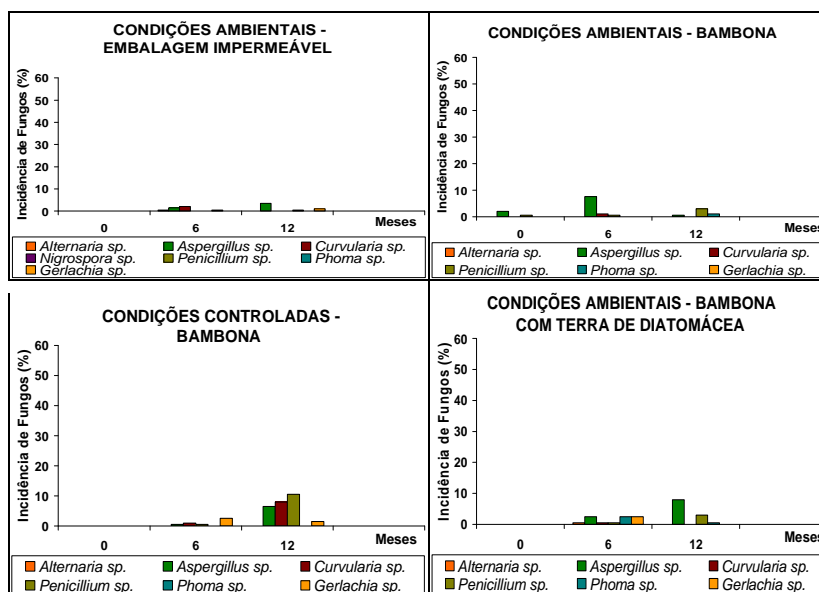 CONDIÇÕES AMBIENTAIS -
EMBALAGEM IMPERMEÁVEL
Incidência de Fungos (%)
60
50
40
30
20
10
0
0 6 12 Meses
Alternaria sp. Aspergillus sp. Curvularia sp.
Nigrospora sp. Penicillium sp. Phoma sp.
Gerlachia sp.
CONDIÇÕES AMBIENTAIS - BAMBONA
Incidência de Fungos (%)
60
50
40
30
20
10
0
0 6 12 Meses
Alternaria sp. Aspergillus sp. Curvularia sp.
Penicillium sp. Phoma sp. Gerlachia sp.
CONDIÇÕES CONTROLADAS -
BAMBONA
Incidência de Fungos (%)
60
50
40
30
20
10
0
0 6 12 Meses
Alternaria sp. Aspergillus sp. Curvularia sp.
Penicillium sp. Phoma sp. Gerlachia sp.
CONDIÇÕES AMBIENTAIS - BAMBONA
COM TERRA DE DIATOMÁCEA
Incidência de Fungos (%)
60
50
40
30
20
10
0
0 6 12 Meses
Alternaria sp. Aspergillus sp. Curvularia sp.
Penicillium sp. Phoma sp. Gerlachia sp.